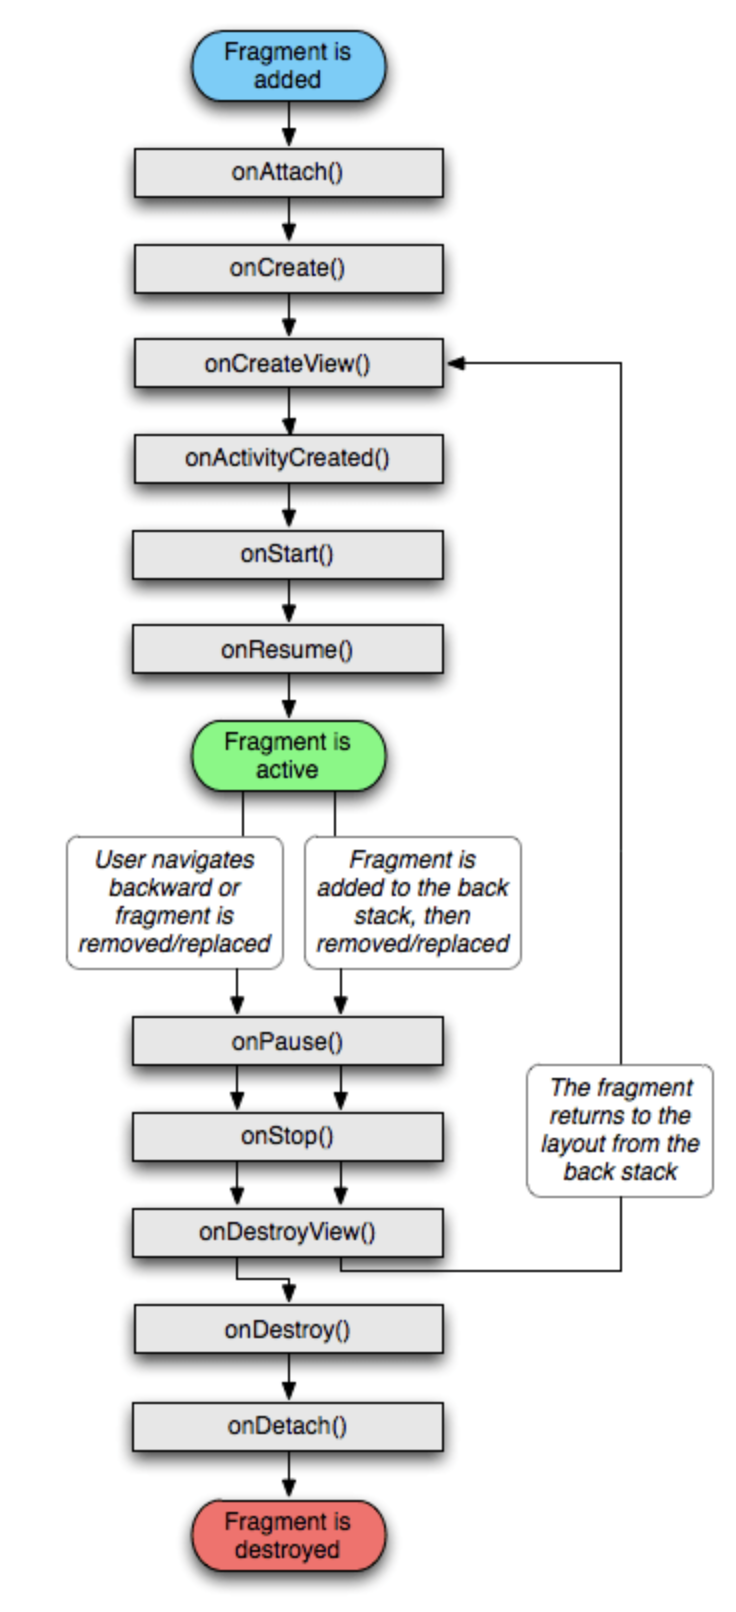 Fragment is
added
onAttach()
onCreate()
onCreateView()
onActivityCreated()
onStart()
onResume()
Fragment is
active
User navigates
backward or
fragment is
removed/replaced
Fragment is
added to the back
stack, then
removed/replaced
onPause()
The fragment
returns to the
layout from the
back stack
onStop()
onDestroyView()
onDestroy()
onDetach()
Fragment is
destroyed